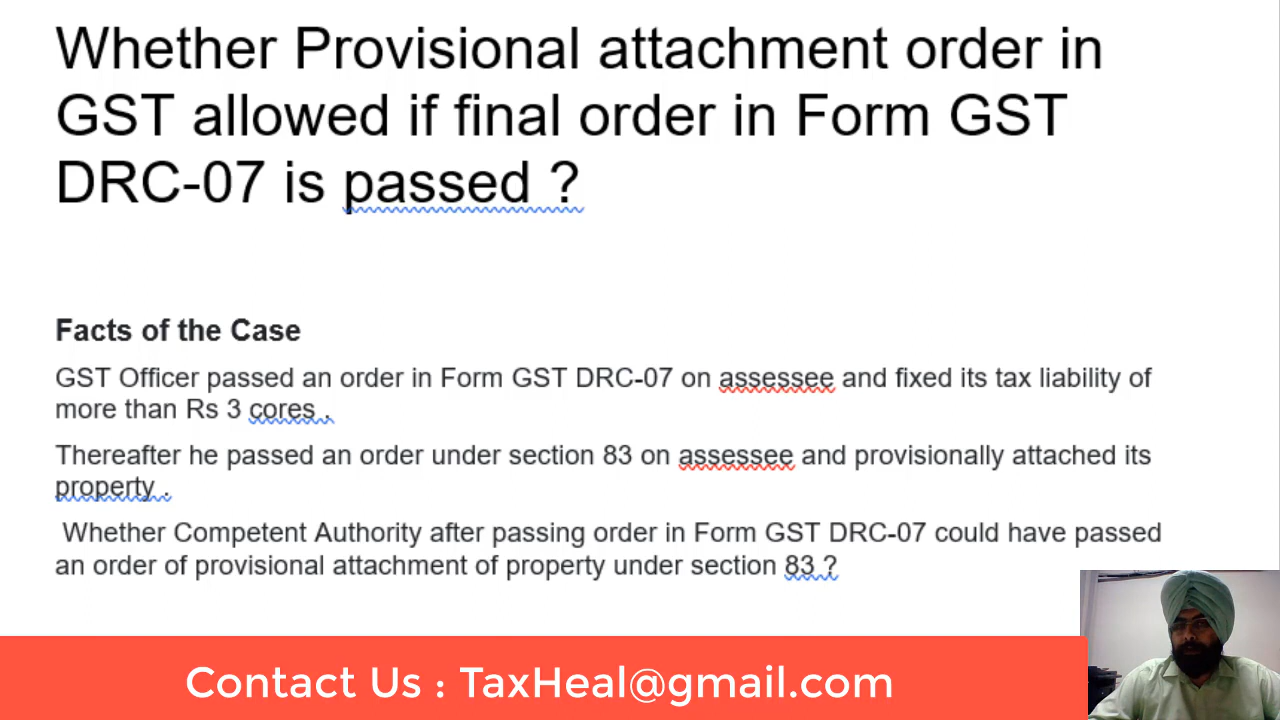 Whether Provisional attachment order in
GST allowed if final order in Form GST
DRC-07 is passed ?
Facts of the Case
GST Officer passed an order in Form GST DRC-07 on assessee and fixed its tax liability of
more than Rs 3 cores .
Thereafter he passed an order under section 83 on assessee and provisionally attached its
property .
Whether Competent Authority after passing order in Form GST DRC-07 could have passed
an order of provisional attachment of property under section 83 ?
Contact Us : TaxHeal@gmail.com